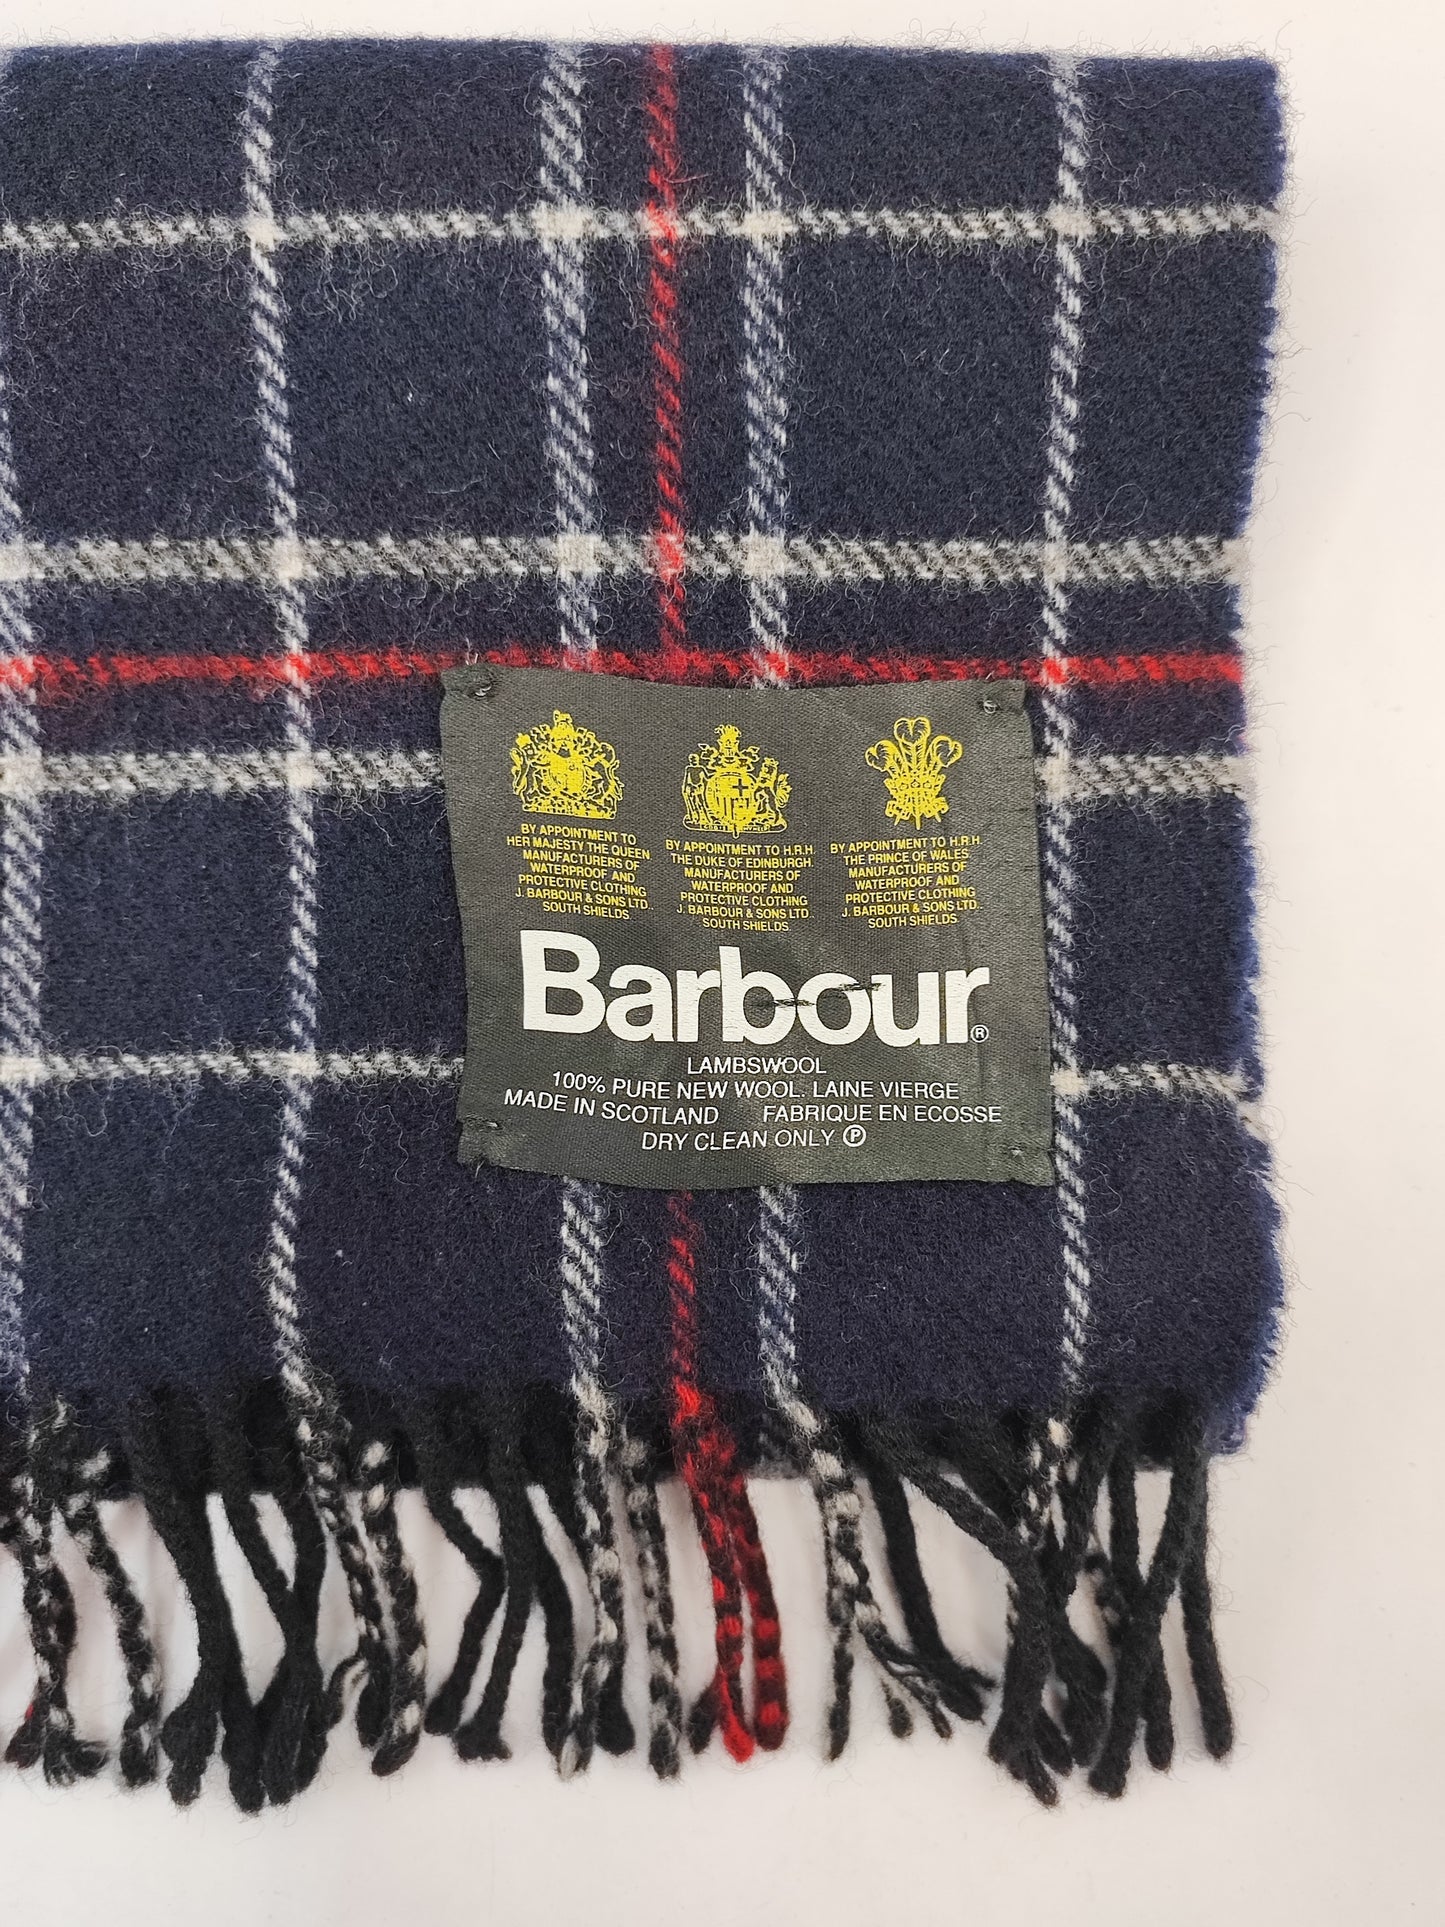 BY APPOINTMENT TO
HER MAJESTY THE QUEEN
MANUFACTURERS OF
WATERPROOF AND
PROTECTIVE CLOTHING
J. BARBOUR & SONS LTD.
SOUTH SHIELDS
BY APPOINTMENT TO H.R.H.
THE DUKE OF EDINBURGH.
MANUFACTURERS OF
WATERPROOF AND
PROTECTIVE CLOTHING
J. BARBOUR & SONS LTD.
SOUTH SHIELDS
BY APPOINTMENT TO H.R.H.
THE PRINCE OF WALES
MANUFACTURERS OF
WATERPROOF AND
PROTECTIVE CLOTHING
J. BARBOUR & SONS LTD.
SOUTH SHIELDS
Barbour®
LAMBSWOOL
100% PURE NEW WOOL. LAINE VIERGE
MADE IN SCOTLAND FABRIQUE EN ECOSSE
DRY CLEAN ONLY Ⓟ